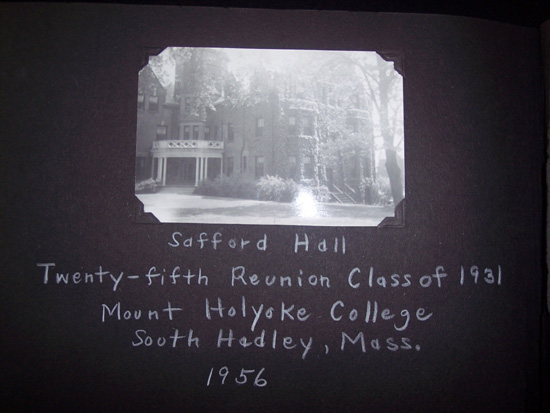 Safford Hall
Twenty-fifth Reunion Class of 1931
Mount Holyoke College
South Hadley, Mass.
1956